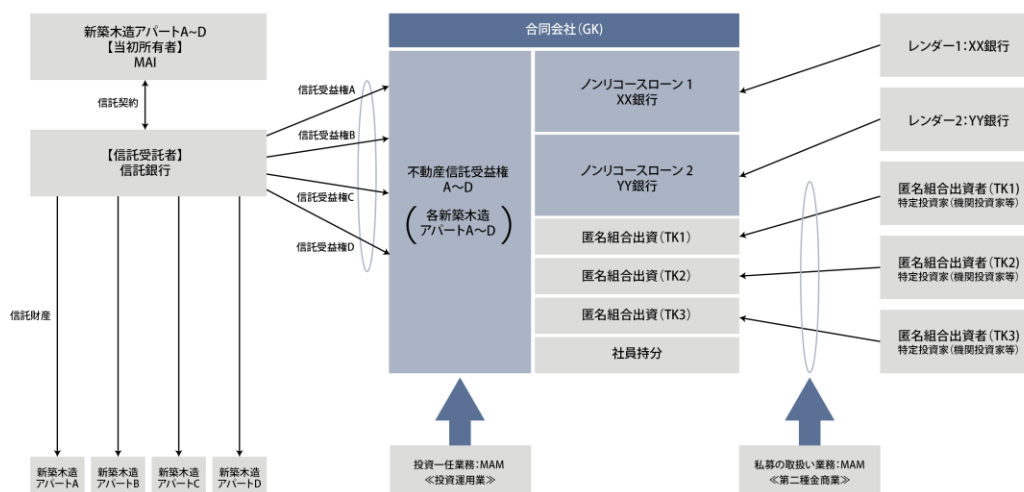 新築木造アパートA~D
【当初所有者】
MAI
信託契約
【信託受託者】
信託銀行
信託財産
新築木造
アパートA
新築木造
アパートB
新築木造
アパートC
新築木造
アパートD
信託受益権A
信託受益権B
信託受益権C
信託受益権D
合同会社（GK）
不動産信託受益権
A～D
（各新築木造
アパートA～D）
ノンリコースローン 1
XX銀行
ノンリコースローン 2
YY銀行
匿名組合出資（TK1）
匿名組合出資（TK2）
匿名組合出資（TK3）
社員持分
投資一任業務：MAM
≪投資運用業≫
レンダー1：XX銀行
レンダー2：YY銀行
匿名組合出資者（TK1）
特定投資家（機関投資家等）
匿名組合出資者（TK2）
特定投資家（機関投資家等）
匿名組合出資者（TK3）
特定投資家（機関投資家等）
私募の取扱い業務：MAM
≪第二種金商業≫